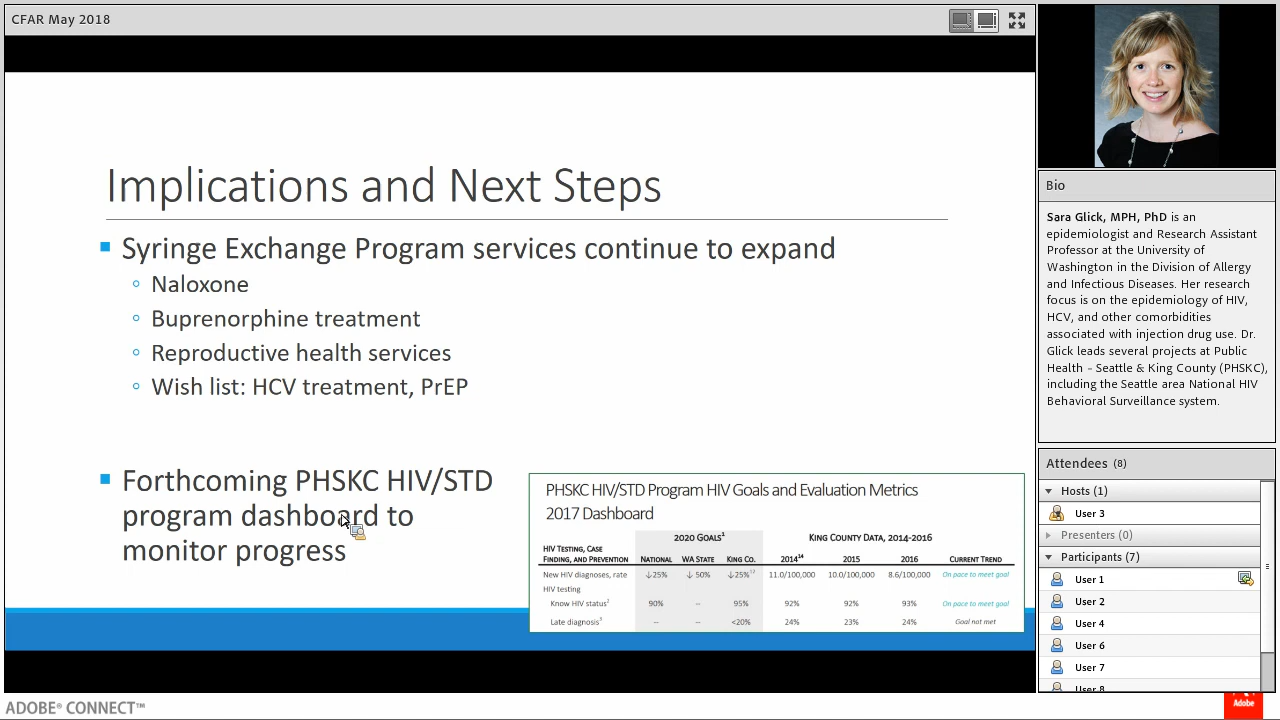 CFAR May 2018
Implications and Next Steps
Syringe Exchange Program services continue to expand
Naloxone
Buprenorphine treatment
Reproductive health services
Wish list: HCV treatment, PrEP
Forthcoming PHSKC HIV/STD
program dashboard to
monitor progress
PHSKC HIV/STD Program HIV Goals and Evaluation Metrics
2017 Dashboard
2020 GOALS¹ KING COUNTY DATA, 2014-2016
HIV TESTING, CASE
FINDING, AND PREVENTION NATIONAL WA STATE KING CO. 2014¹⁴ 2015 2016 CURRENT TREND
New HIV diagnoses, rate ↓25% ↓ 50% ↓25% 11.0/100,000 10.0/100,000 8.6/100,000 On pace to meet goal
HIV testing
Know HIV status² 90% -- 95% 92% 92% 93% On pace to meet goal
Late diagnosis³ -- -- <20% 24% 23% 24% Goal not met
Bio
Sara Glick, MPH, PhD is an
epidemiologist and Research Assistant
Professor at the University of
Washington in the Division of Allergy
and Infectious Diseases. Her research
focus is on the epidemiology of HIV,
HCV, and other comorbidities
associated with injection drug use. Dr.
Glick leads several projects at Public
Health - Seattle & King County (PHSKC),
including the Seattle area National HIV
Behavioral Surveillance system.
Attendees (8)
Hosts (1)
User 3
Presenters (0)
Participants (7)
User 1
User 2
User 4
User 6
User 7
User 8
ADOBE® CONNECT™
Adobe